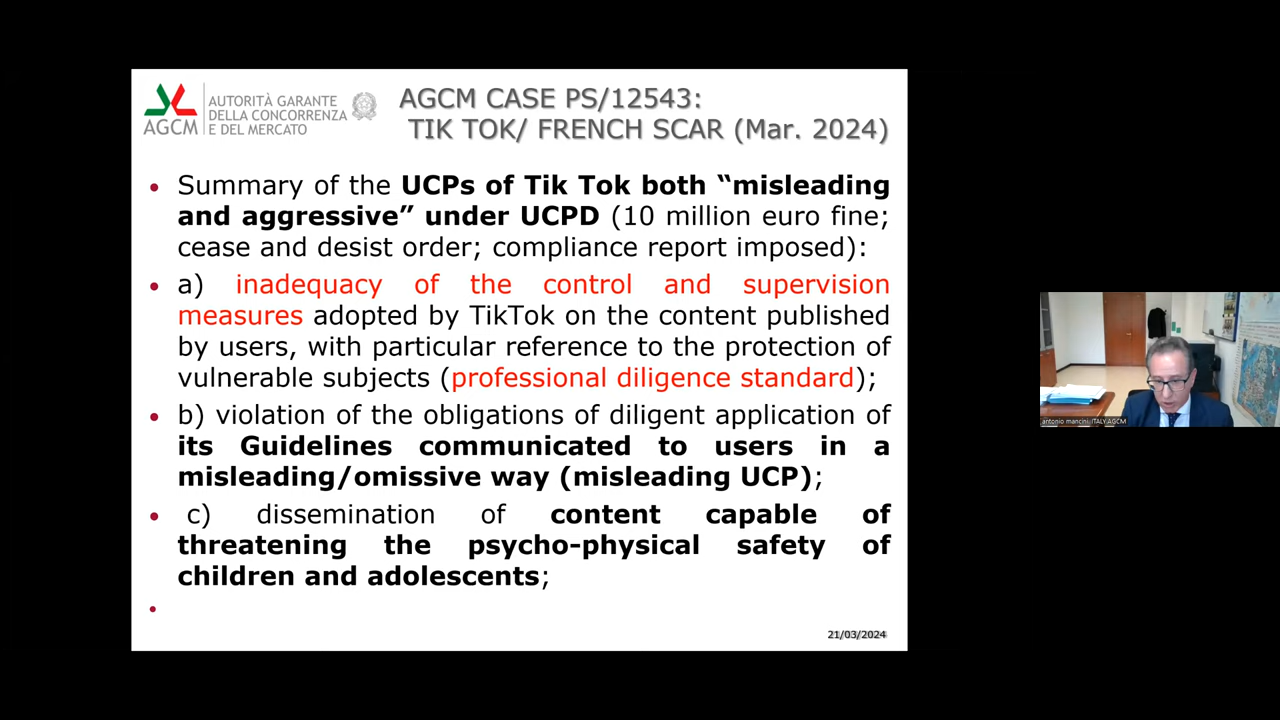 AUTORITÀ GARANTE
DELLA CONCORRENZA
E DEL MERCATO
AGCM
AGCM CASE PS/12543:
TIK TOK/ FRENCH SCAR (Mar. 2024)
• Summary of the UCPs of Tik Tok both “misleading
and aggressive” under UCPD (10 million euro fine;
cease and desist order; compliance report imposed):
• a) inadequacy of the control and supervision
measures adopted by TikTok on the content published
by users, with particular reference to the protection of
vulnerable subjects (professional diligence standard);
• b) violation of the obligations of diligent application of
its Guidelines communicated to users in a
misleading/omissive way (misleading UCP);
• c) dissemination of content capable of
threatening the psycho-physical safety of
children and adolescents;
•
21/03/2024
antonio mancini ITALY AGCM